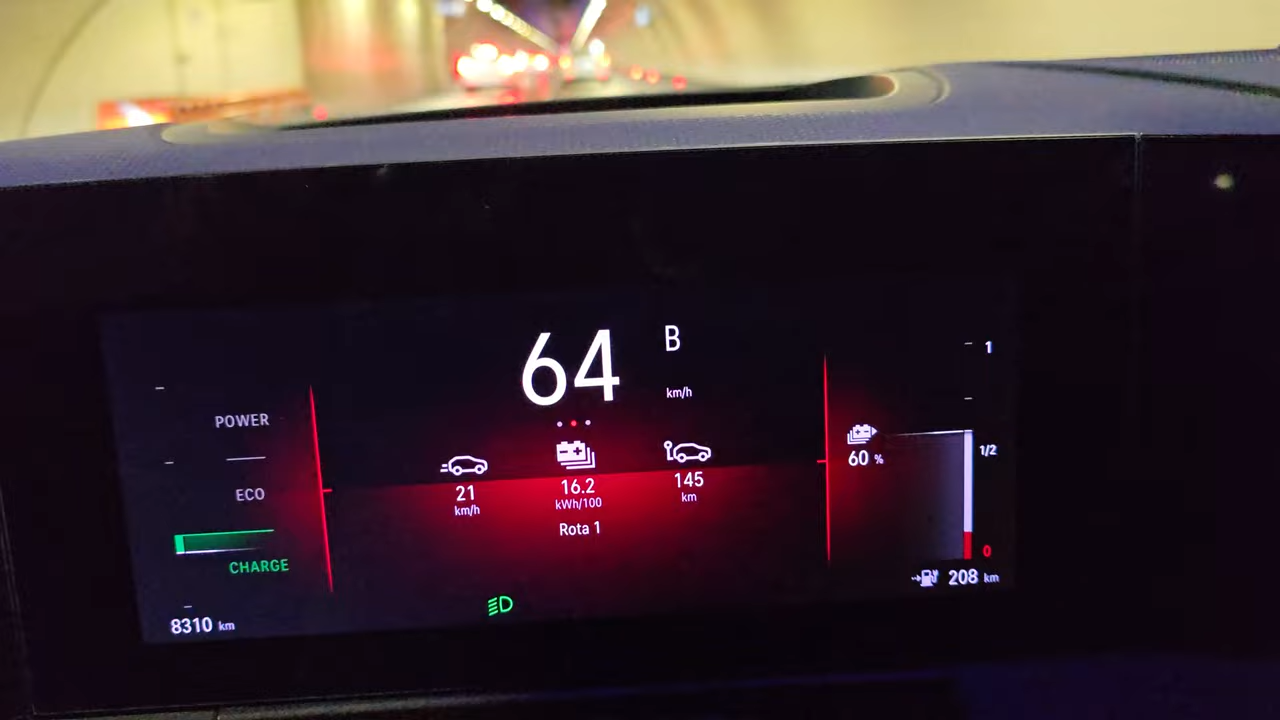 64 B
km/h
1
POWER
ECO
CHARGE
8310 km
21
km/h
16.2
kWh/100
145
km
Rota 1
60 %
1/2
0
208 km